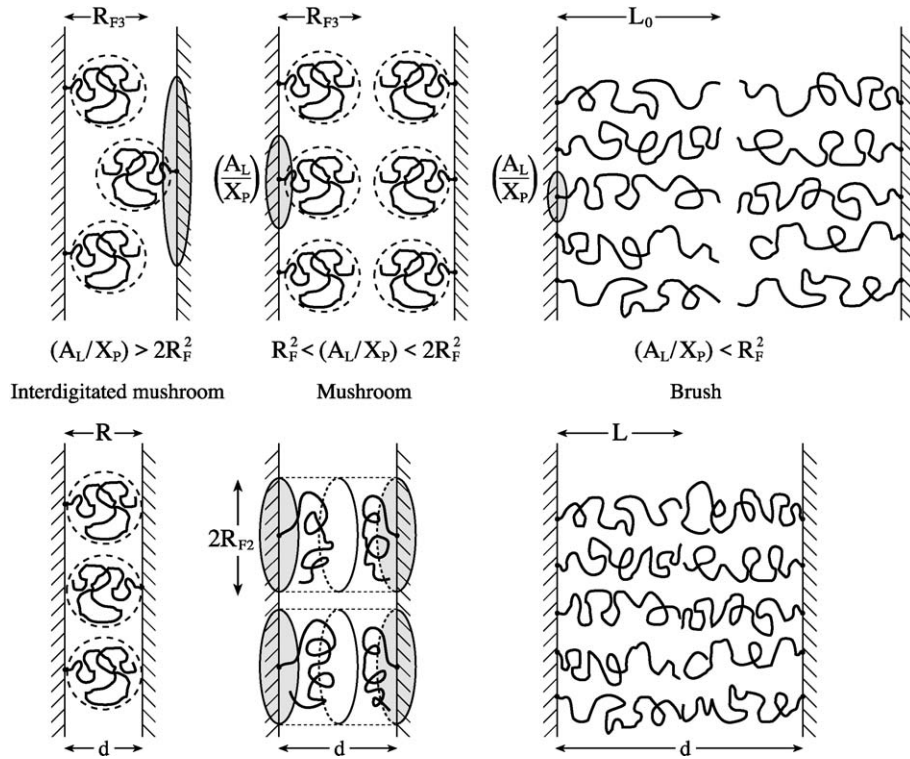 R_F3
R_F3
L_0
(A_L/X_P)
(A_L/X_P)
(A_L/X_P) > 2R_F^2
R_F^2 < (A_L/X_P) < 2R_F^2
(A_L/X_P) < R_F^2
Interdigitated mushroom
Mushroom
Brush
R
L
2R_F2
d
d
d